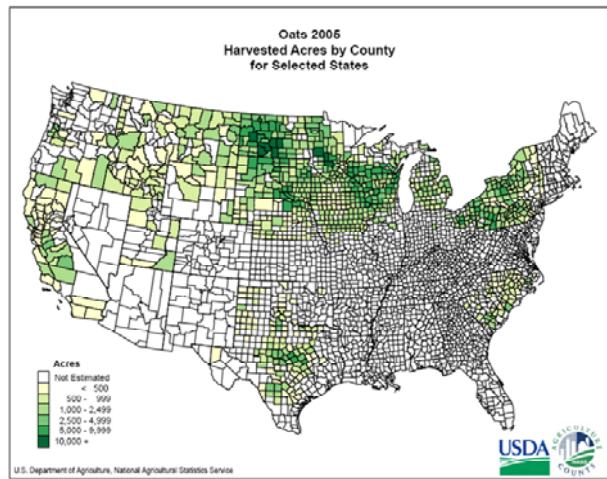 Oats 2005
Harvested Acres by County
for Selected States
Acres
Not Estimated
< 500
500 - 999
1,000 - 2,499
2,500 - 4,999
5,000 - 9,999
10,000 +
U.S. Department of Agriculture, National Agricultural Statistics Service
USDA
AGRICULTURE
COUNTS